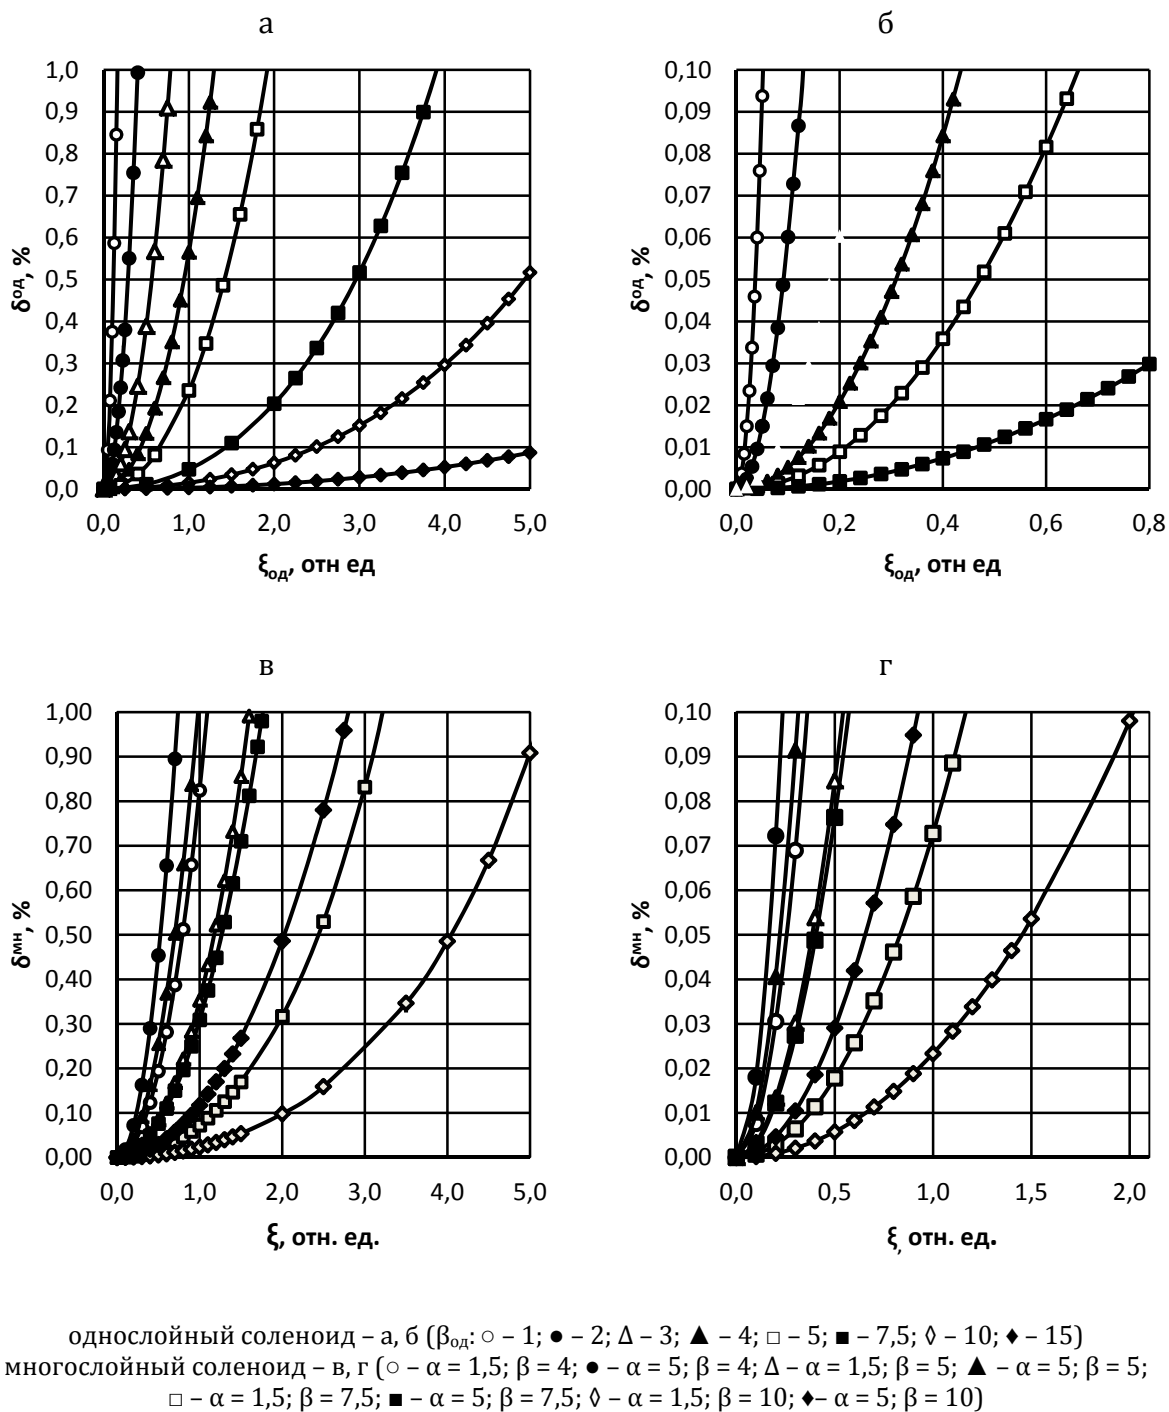 а
1,0
0,9
0,8
0,7
0,6
0,5
0,4
0,3
0,2
0,1
0,0
δᵒᵈ, %
0,0 1,0 2,0 3,0 4,0 5,0
ξод, отн ед
б
0,10
0,09
0,08
0,07
0,06
0,05
0,04
0,03
0,02
0,01
0,00
δод, %
0,0 0,2 0,4 0,6 0,8
ξод, отн ед
в
1,00
0,90
0,80
0,70
0,60
0,50
0,40
0,30
0,20
0,10
0,00
δмн, %
0,0 1,0 2,0 3,0 4,0 5,0
ξ, отн. ед.
г
0,10
0,09
0,08
0,07
0,06
0,05
0,04
0,03
0,02
0,01
0,00
δмн, %
0,0 0,5 1,0 1,5 2,0
ξ, отн. ед.
однослойный соленоид – а, б (βод: ○ – 1; ● – 2; Δ – 3; ▲ – 4; □ – 5; ■ – 7,5; ◊ – 10; ♦ – 15)
многослойный соленоид – в, г (○ – α = 1,5; β = 4; ● – α = 5; β = 4; Δ – α = 1,5; β = 5; ▲ – α = 5; β = 5;
□ – α = 1,5; β = 7,5; ■ – α = 5; β = 7,5; ◊ – α = 1,5; β = 10; ♦– α = 5; β = 10)